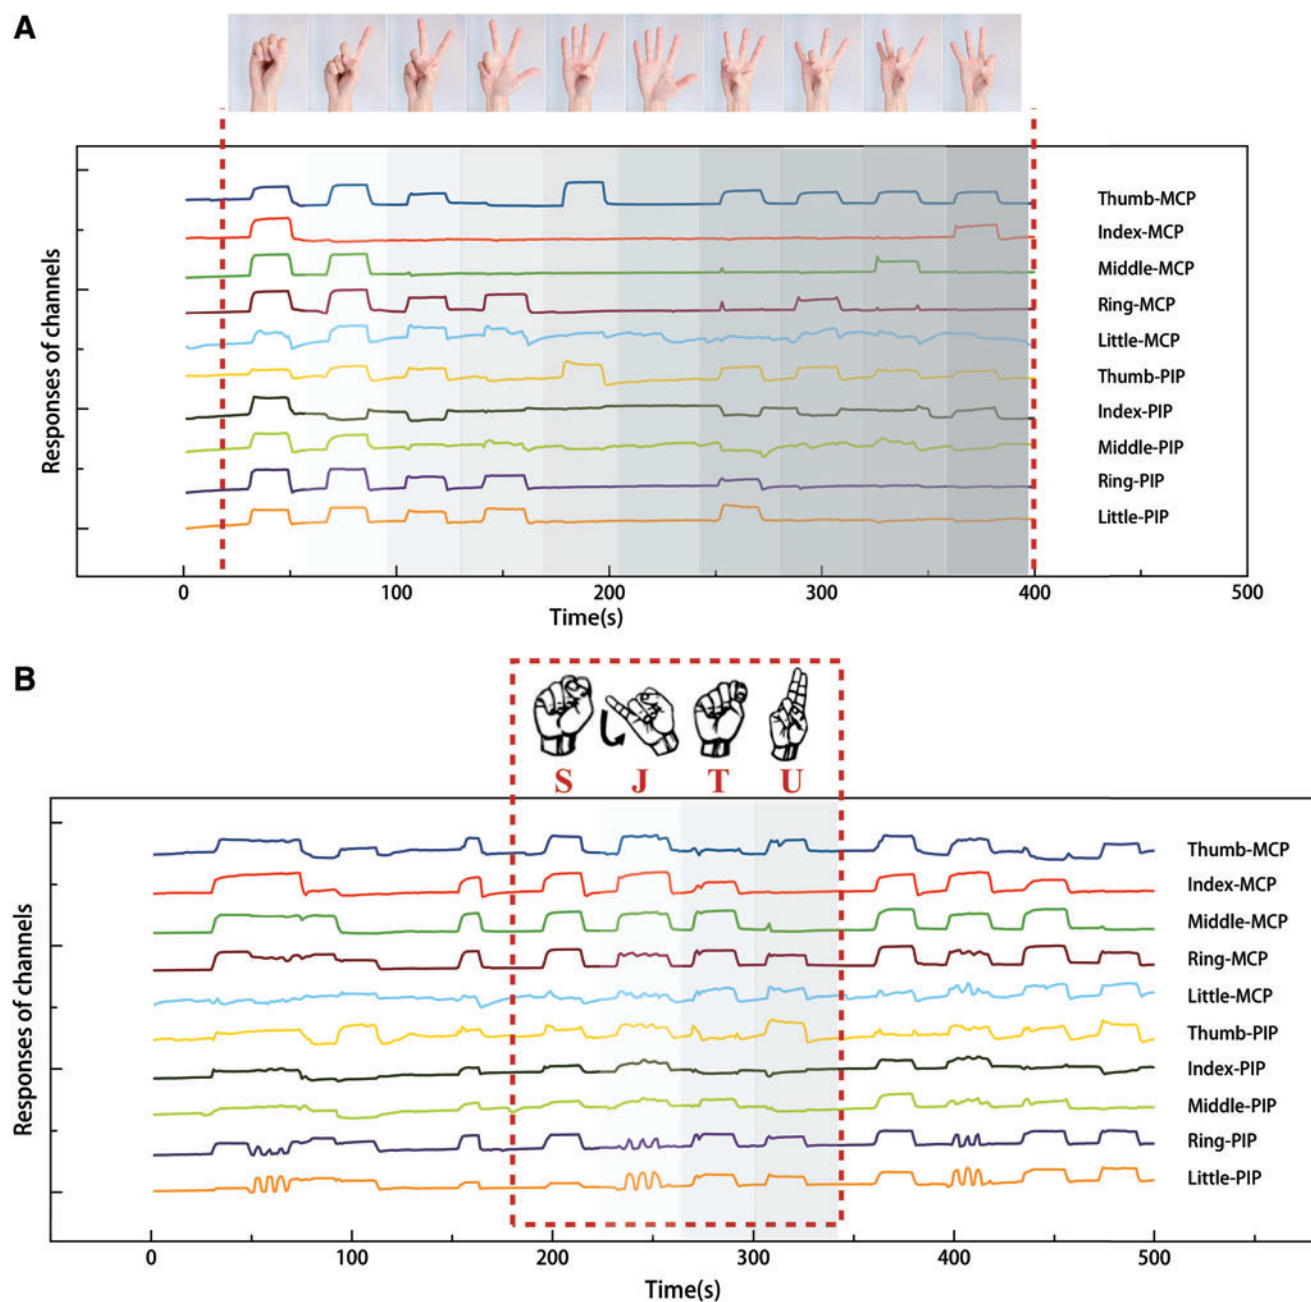 A
Responses of channels
Thumb-MCP
Index-MCP
Middle-MCP
Ring-MCP
Little-MCP
Thumb-PIP
Index-PIP
Middle-PIP
Ring-PIP
Little-PIP
0 100 200 300 400 500
Time(s)
B
S J T U
Responses of channels
Thumb-MCP
Index-MCP
Middle-MCP
Ring-MCP
Little-MCP
Thumb-PIP
Index-PIP
Middle-PIP
Ring-PIP
Little-PIP
0 100 200 300 400 500
Time(s)